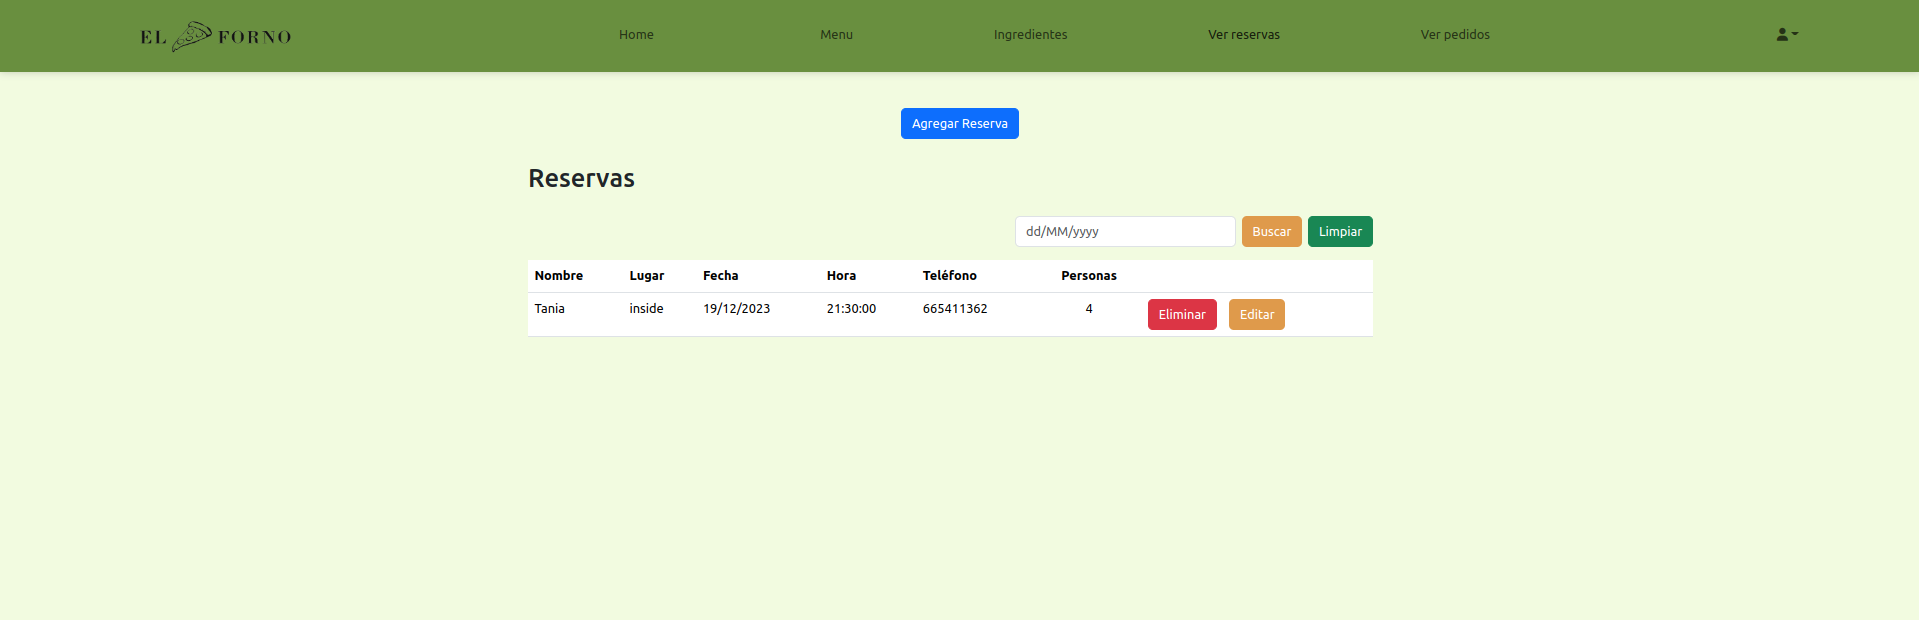 EL FORNO
Home Menu Ingredientes Ver reservas Ver pedidos
Agregar Reserva
Reservas
dd/MM/yyyy Buscar Limpiar
Nombre Lugar Fecha Hora Teléfono Personas
Tania inside 19/12/2023 21:30:00 665411362 4 Eliminar Editar